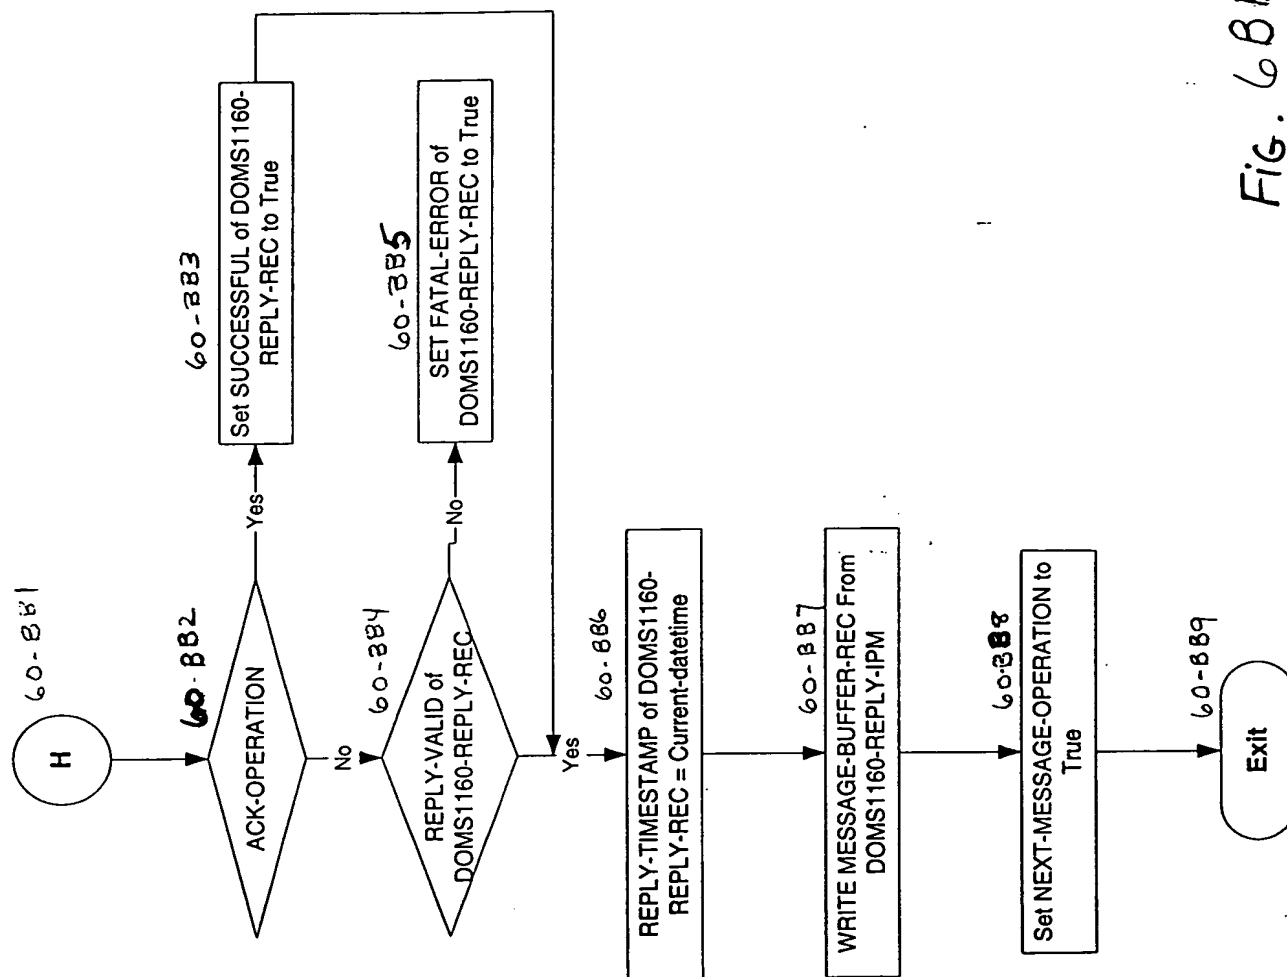 60-BB1
H
60-BB2
ACK-OPERATION
Yes
60-BB3
Set SUCCESSFUL of DOMS1160-
REPLY-REC to True
No
60-BB4
REPLY-VALID of
DOMS1160-REPLY-REC
No
60-BB5
SET FATAL-ERROR of
DOMS1160-REPLY-REC to True
Yes
60-BB6
REPLY-TIMESTAMP of DOMS1160-
REPLY-REC = Current-datetime
60-BB7
WRITE MESSAGE-BUFFER-REC From
DOMS1160-REPLY-IPM
60-BB8
Set NEXT-MESSAGE-OPERATION to
True
60-BB9
Exit
FIG.